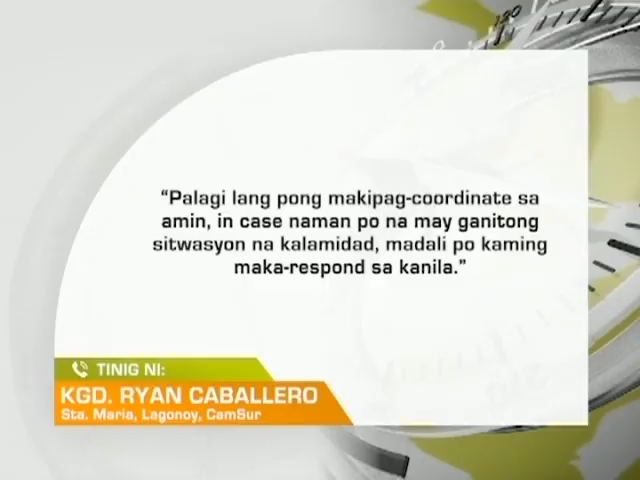 120
“Palagi lang pong makipag-coordinate sa
amin, in case naman po na may ganitong
sitwasyon na kalamidad, madali po kaming
maka-respond sa kanila.”
TINIG NI:
KGD. RYAN CABALLERO
Sta. Maria, Lagonoy, CamSur